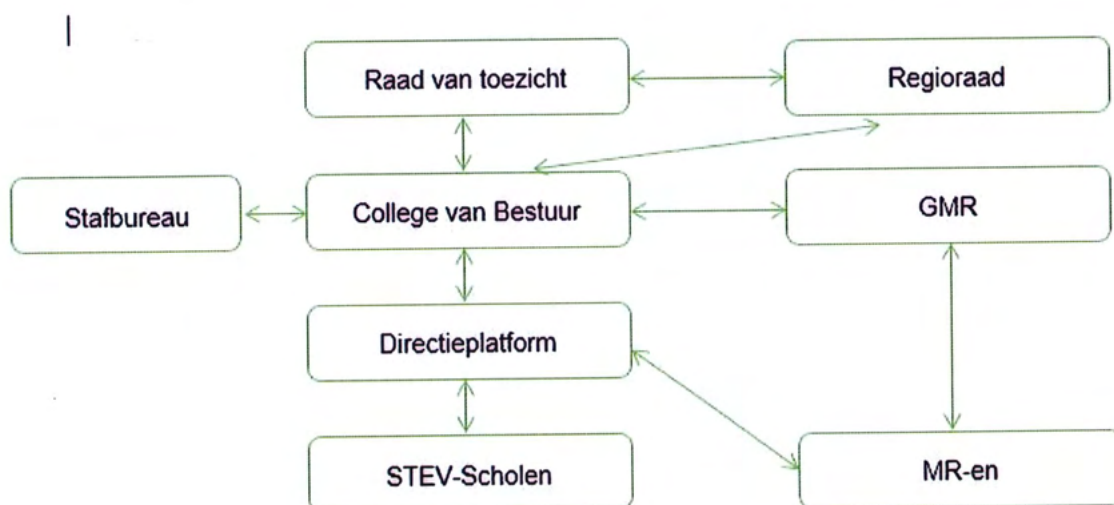 Raad van toezicht
Regioraad
Stafbureau
College van Bestuur
GMR
Directieplatform
STEV-Scholen
MR-en